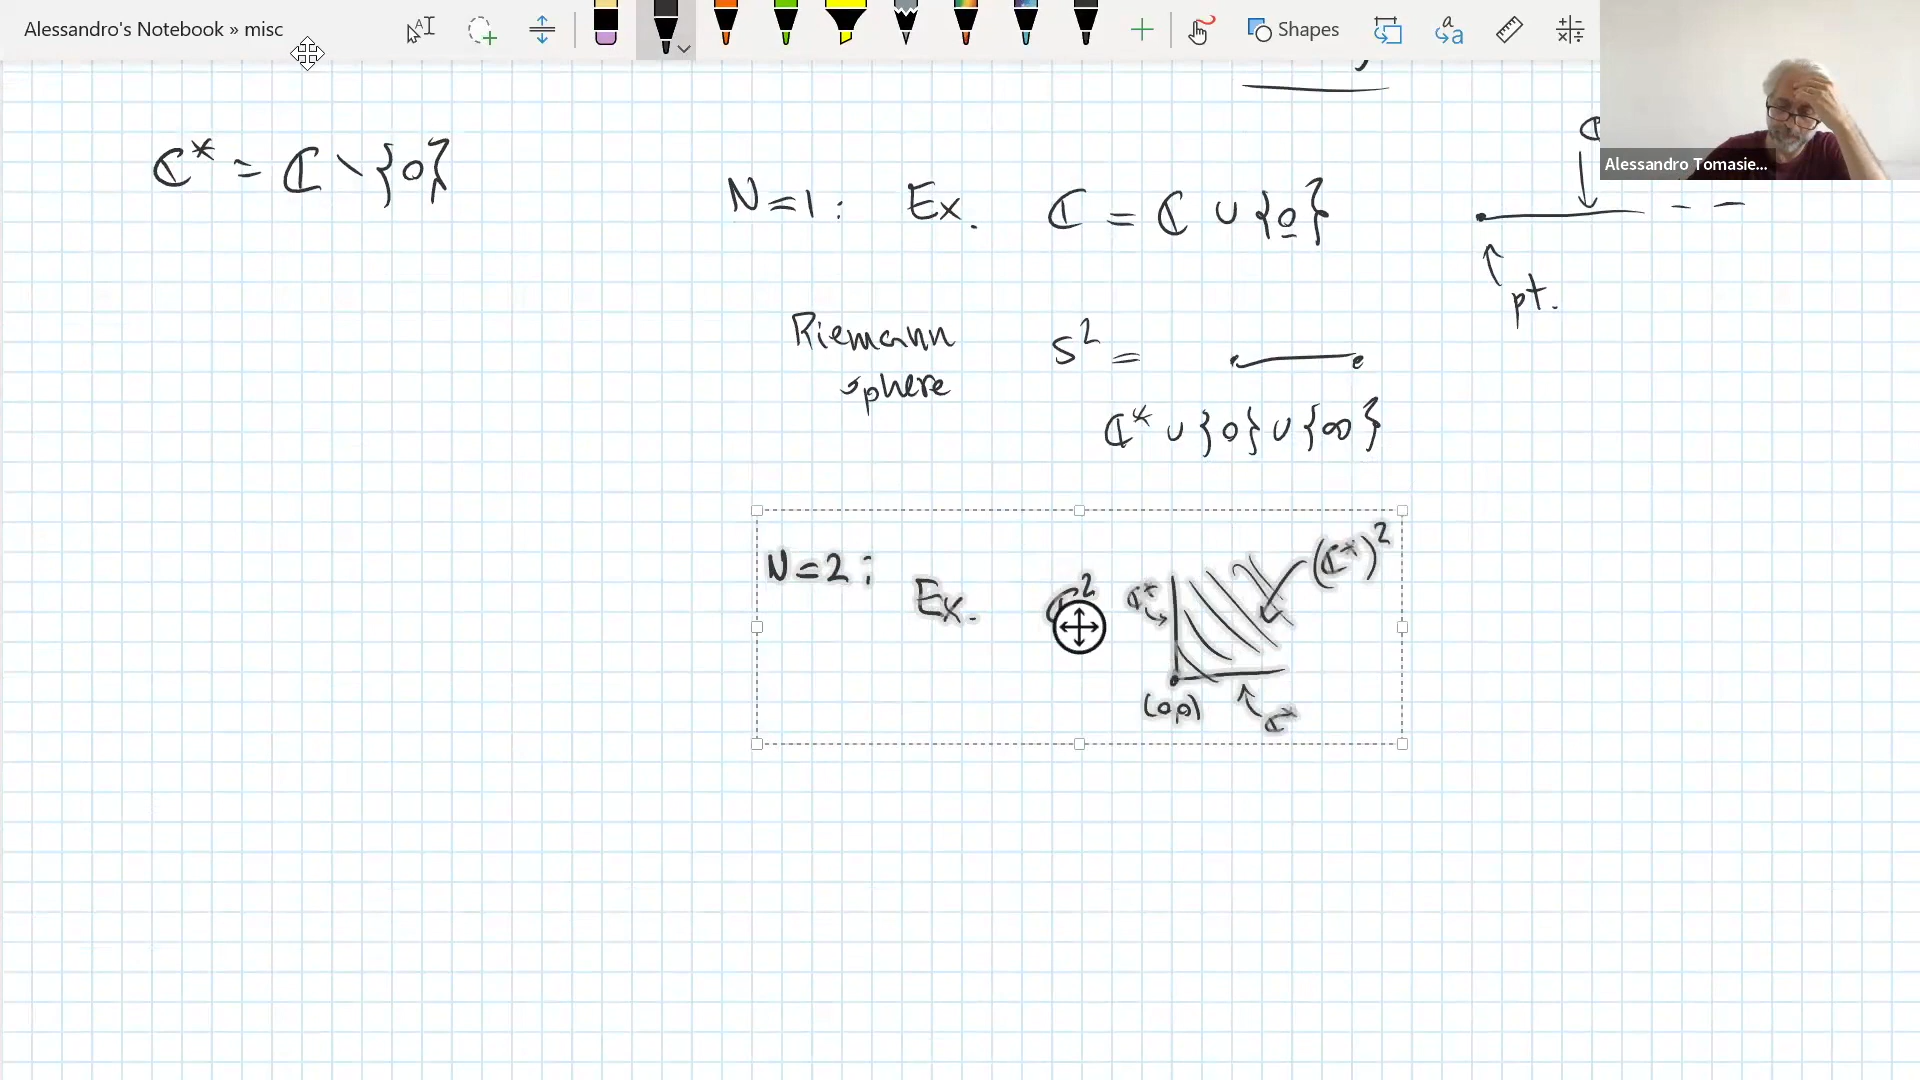 Alessandro's Notebook » misc
Shapes
Alessandro Tomasie...
ℂ* = ℂ \ {0}
N=1: Ex. ℂ = ℂ ∪ {0}
pt.
Riemann sphere
S² =
ℂ* ∪ {0} ∪ {∞}
N=2:
Ex. ℂ²
ℂ*
(ℂ*)²
(0,0)
ℂ*